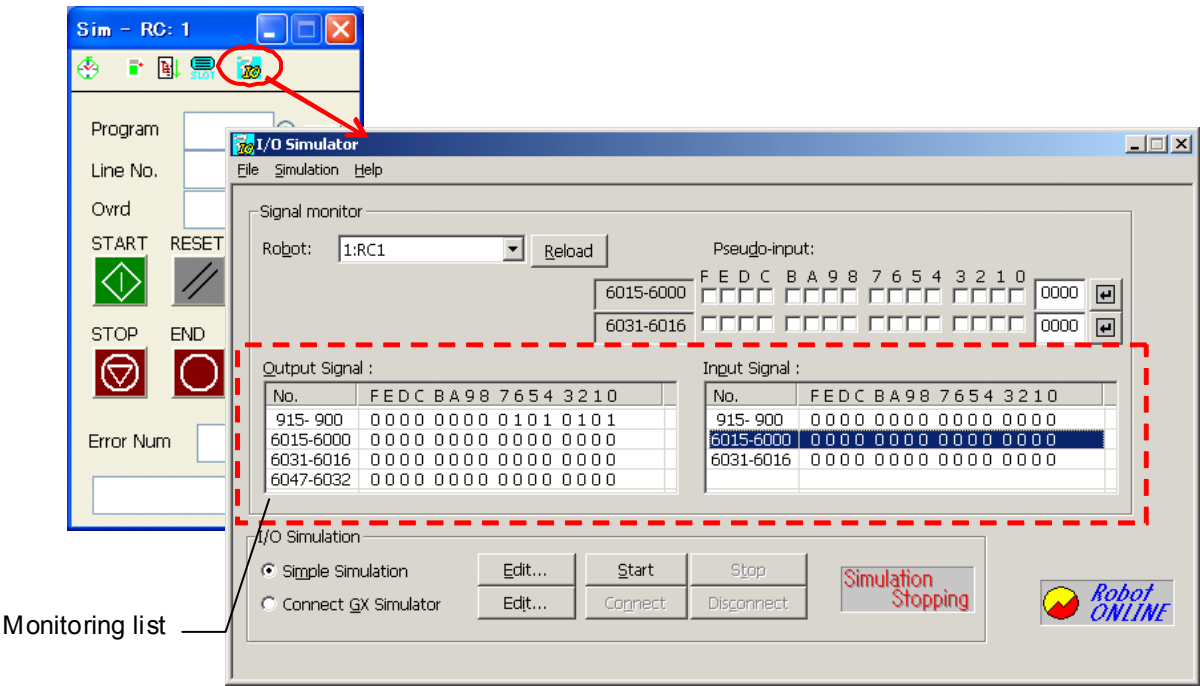 Sim - RC: 1
SLOT
IO
Program
Line No.
Ovrd
START RESET
STOP END
Error Num
IO I/O Simulator
File Simulation Help
Signal monitor
Robot: 1:RC1 Reload Pseudo-input:
F E D C B A 9 8 7 6 5 4 3 2 1 0
6015-6000 0000
6031-6016 0000
Output Signal :
No. F E D C B A 9 8 7 6 5 4 3 2 1 0
915- 900 0 0 0 0 0 0 0 0 0 1 0 1 0 1 0 1
6015-6000 0 0 0 0 0 0 0 0 0 0 0 0 0 0 0 0
6031-6016 0 0 0 0 0 0 0 0 0 0 0 0 0 0 0 0
6047-6032 0 0 0 0 0 0 0 0 0 0 0 0 0 0 0 0
Input Signal :
No. F E D C B A 9 8 7 6 5 4 3 2 1 0
915- 900 0 0 0 0 0 0 0 0 0 0 0 0 0 0 0 0
6015-6000 0 0 0 0 0 0 0 0 0 0 0 0 0 0 0 0
6031-6016 0 0 0 0 0 0 0 0 0 0 0 0 0 0 0 0
I/O Simulation
Simple Simulation Edit... Start Stop
Connect GX Simulator Edit... Connect Disconnect
Simulation
Stopping
Robot
ONLINE
Monitoring list